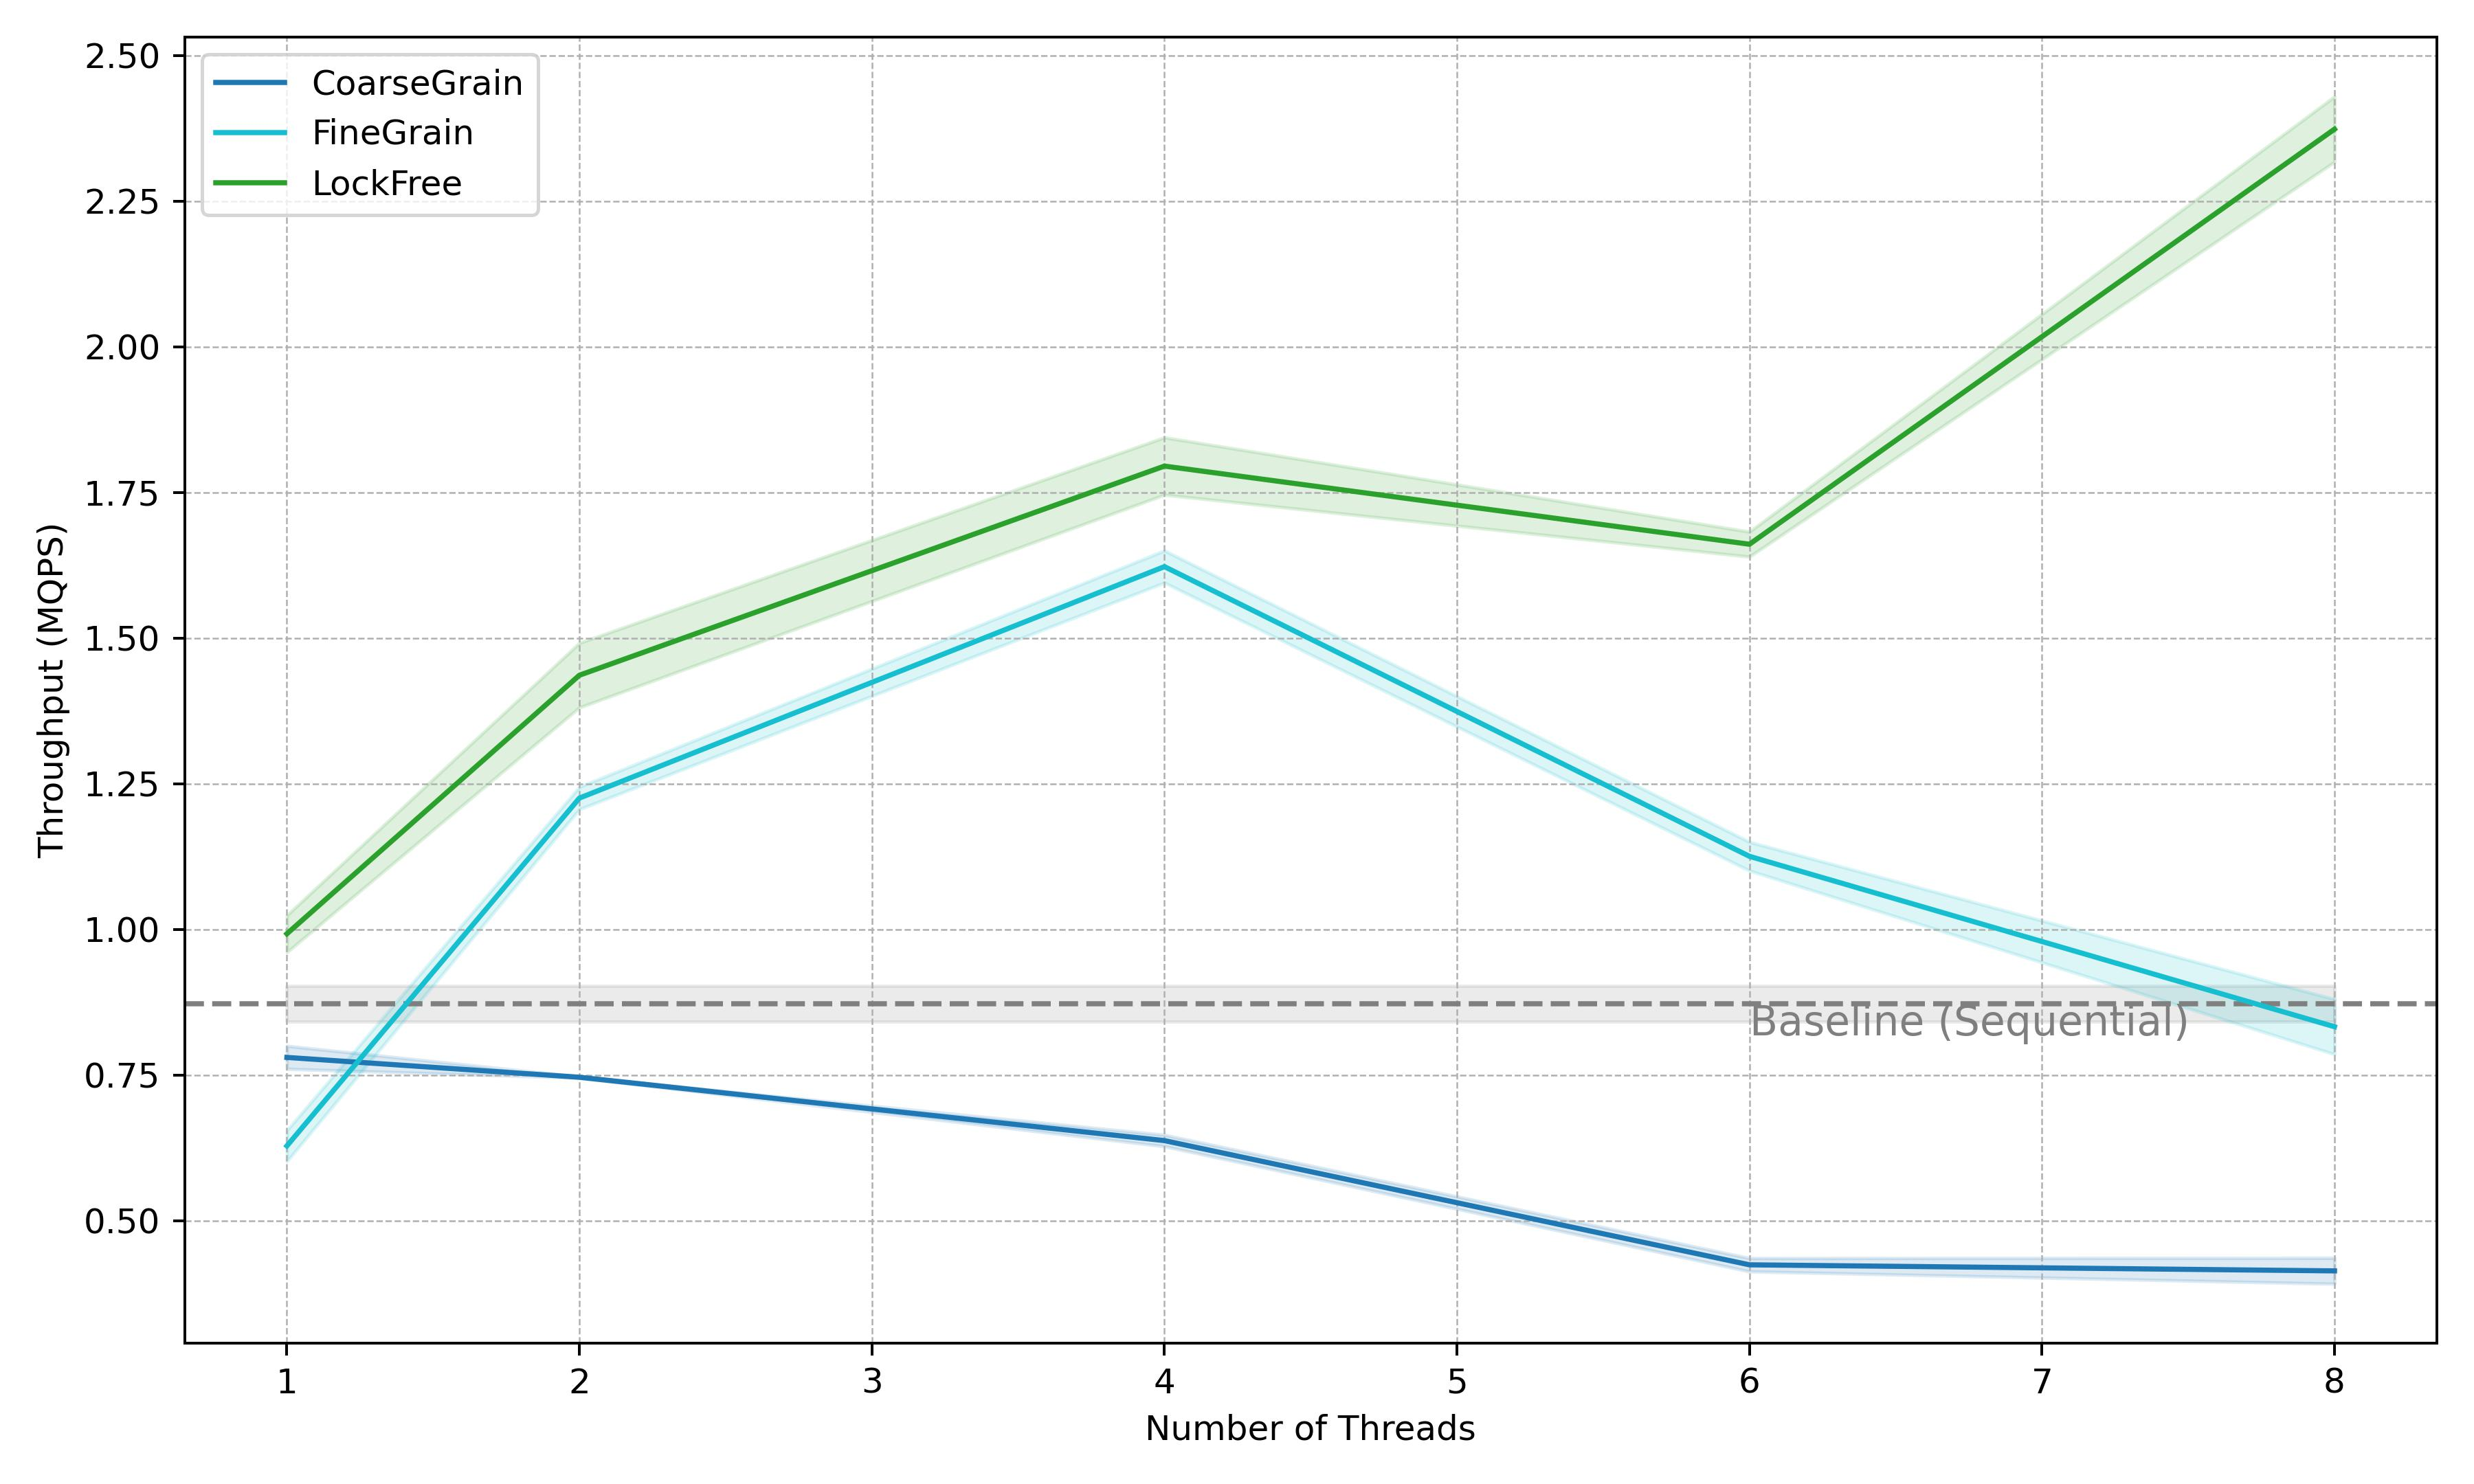 CoarseGrain
FineGrain
LockFree
2.50
2.25
2.00
1.75
1.50
1.25
1.00
0.75
0.50
Throughput (MQPS)
Baseline (Sequential)
1 2 3 4 5 6 7 8
Number of Threads